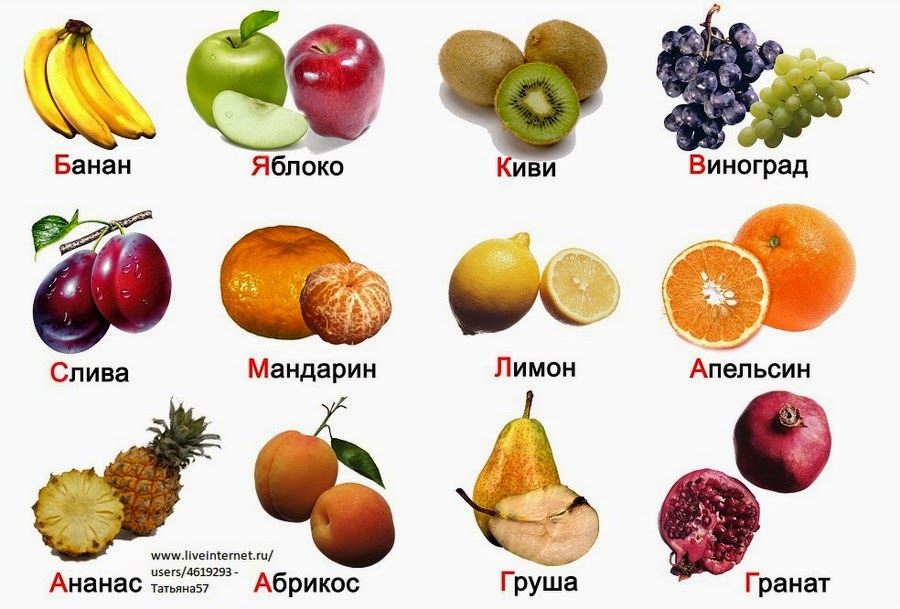 Банан
Яблоко
Киви
Виноград
Слива
Мандарин
Лимон
Апельсин
Ананас
www.liveinternet.ru/
users/4619293 -
Татьяна57
Абрикос
Груша
Гранат